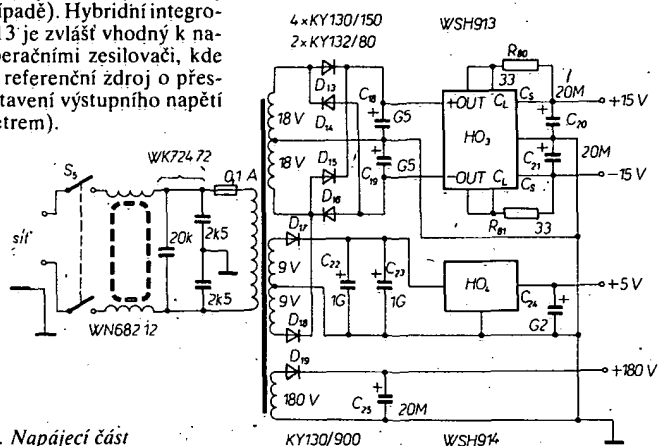 ípadě). Hybridní integro-
13 je zvlášť vhodný k na-
peračními zesilovači, kde
referenční zdroj o přes-
tavení výstupního napětí
etrem).
4×KY130/150
2×KY132/80
WSH913
D13
D14
18 V
18 V
D15
D16
C18
G5
C19
G5
+OUT
CL
CS
HO3
-OUT
CL
CS
R80
33
20M
C20
C21
20M
R81
33
+15 V
-15 V
S5
síť
WK724 72
0,1 A
20k
2k5
2k5
WN682 12
D17
9 V
9 V
D18
C22
1G
C23
1G
HO4
C24
G2
+5 V
D19
180 V
C25
20M
+180 V
. Napájecí část
KY130/900
WSH914